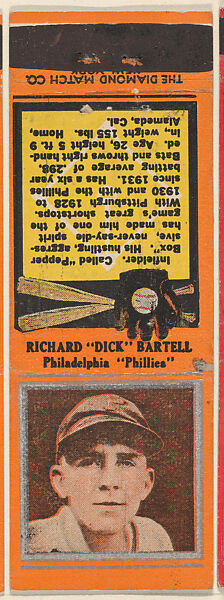 THE DIAMOND MATCH CO.
Infielder. Called "Pepper
Box". His hustling, aggres-
sive, never-say-die spirit
has made him one of the
game's great shortstops.
With Pittsburgh 1928
1930 and with the Phillies
since 1931. Has a six year
batting average of .298.
Bats and throws right hand-
ed. Age 26, height 5 ft. 9
in., weight 155 lbs. Home
Alameda, Cal.
RICHARD "DICK" BARTELL
Philadelphia "Phillies"